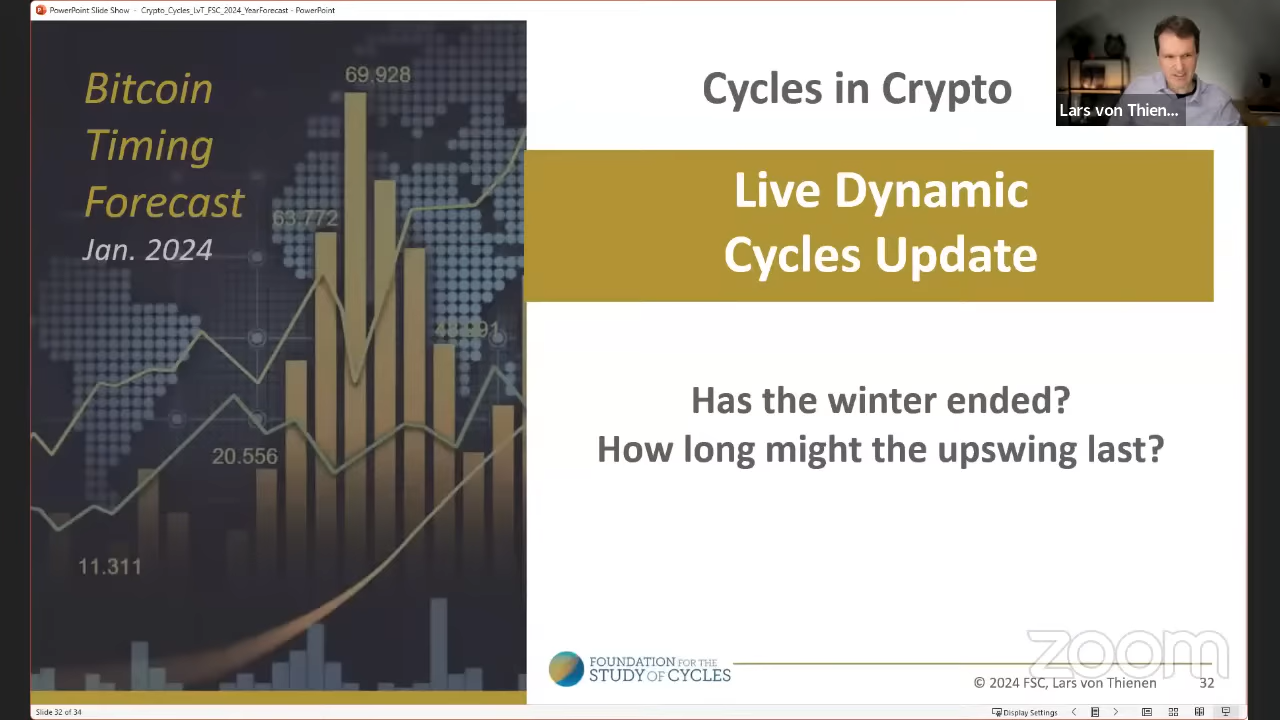 PowerPoint Slide Show - Crypto_Cycles_LvT_FSC_2024_YearForecast - PowerPoint
Bitcoin
Timing
Forecast
Jan. 2024
69.928
63.772
20.556
11.311
Cycles in Crypto
Lars von Thien...
Live Dynamic
Cycles Update
Has the winter ended?
How long might the upswing last?
FOUNDATION FOR THE
STUDY OF CYCLES
zoom
© 2024 FSC, Lars von Thienen
32
Slide 32 of 34
Display Settings